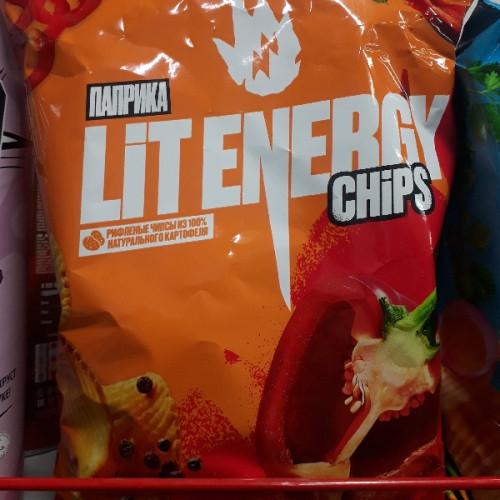 ПАПРИКА
LiT ENERGY
CHiPS
РИФЛЕНЫЕ ЧИПСЫ ИЗ 100%
НАТУРАЛЬНОГО КАРТОФЕЛЯ